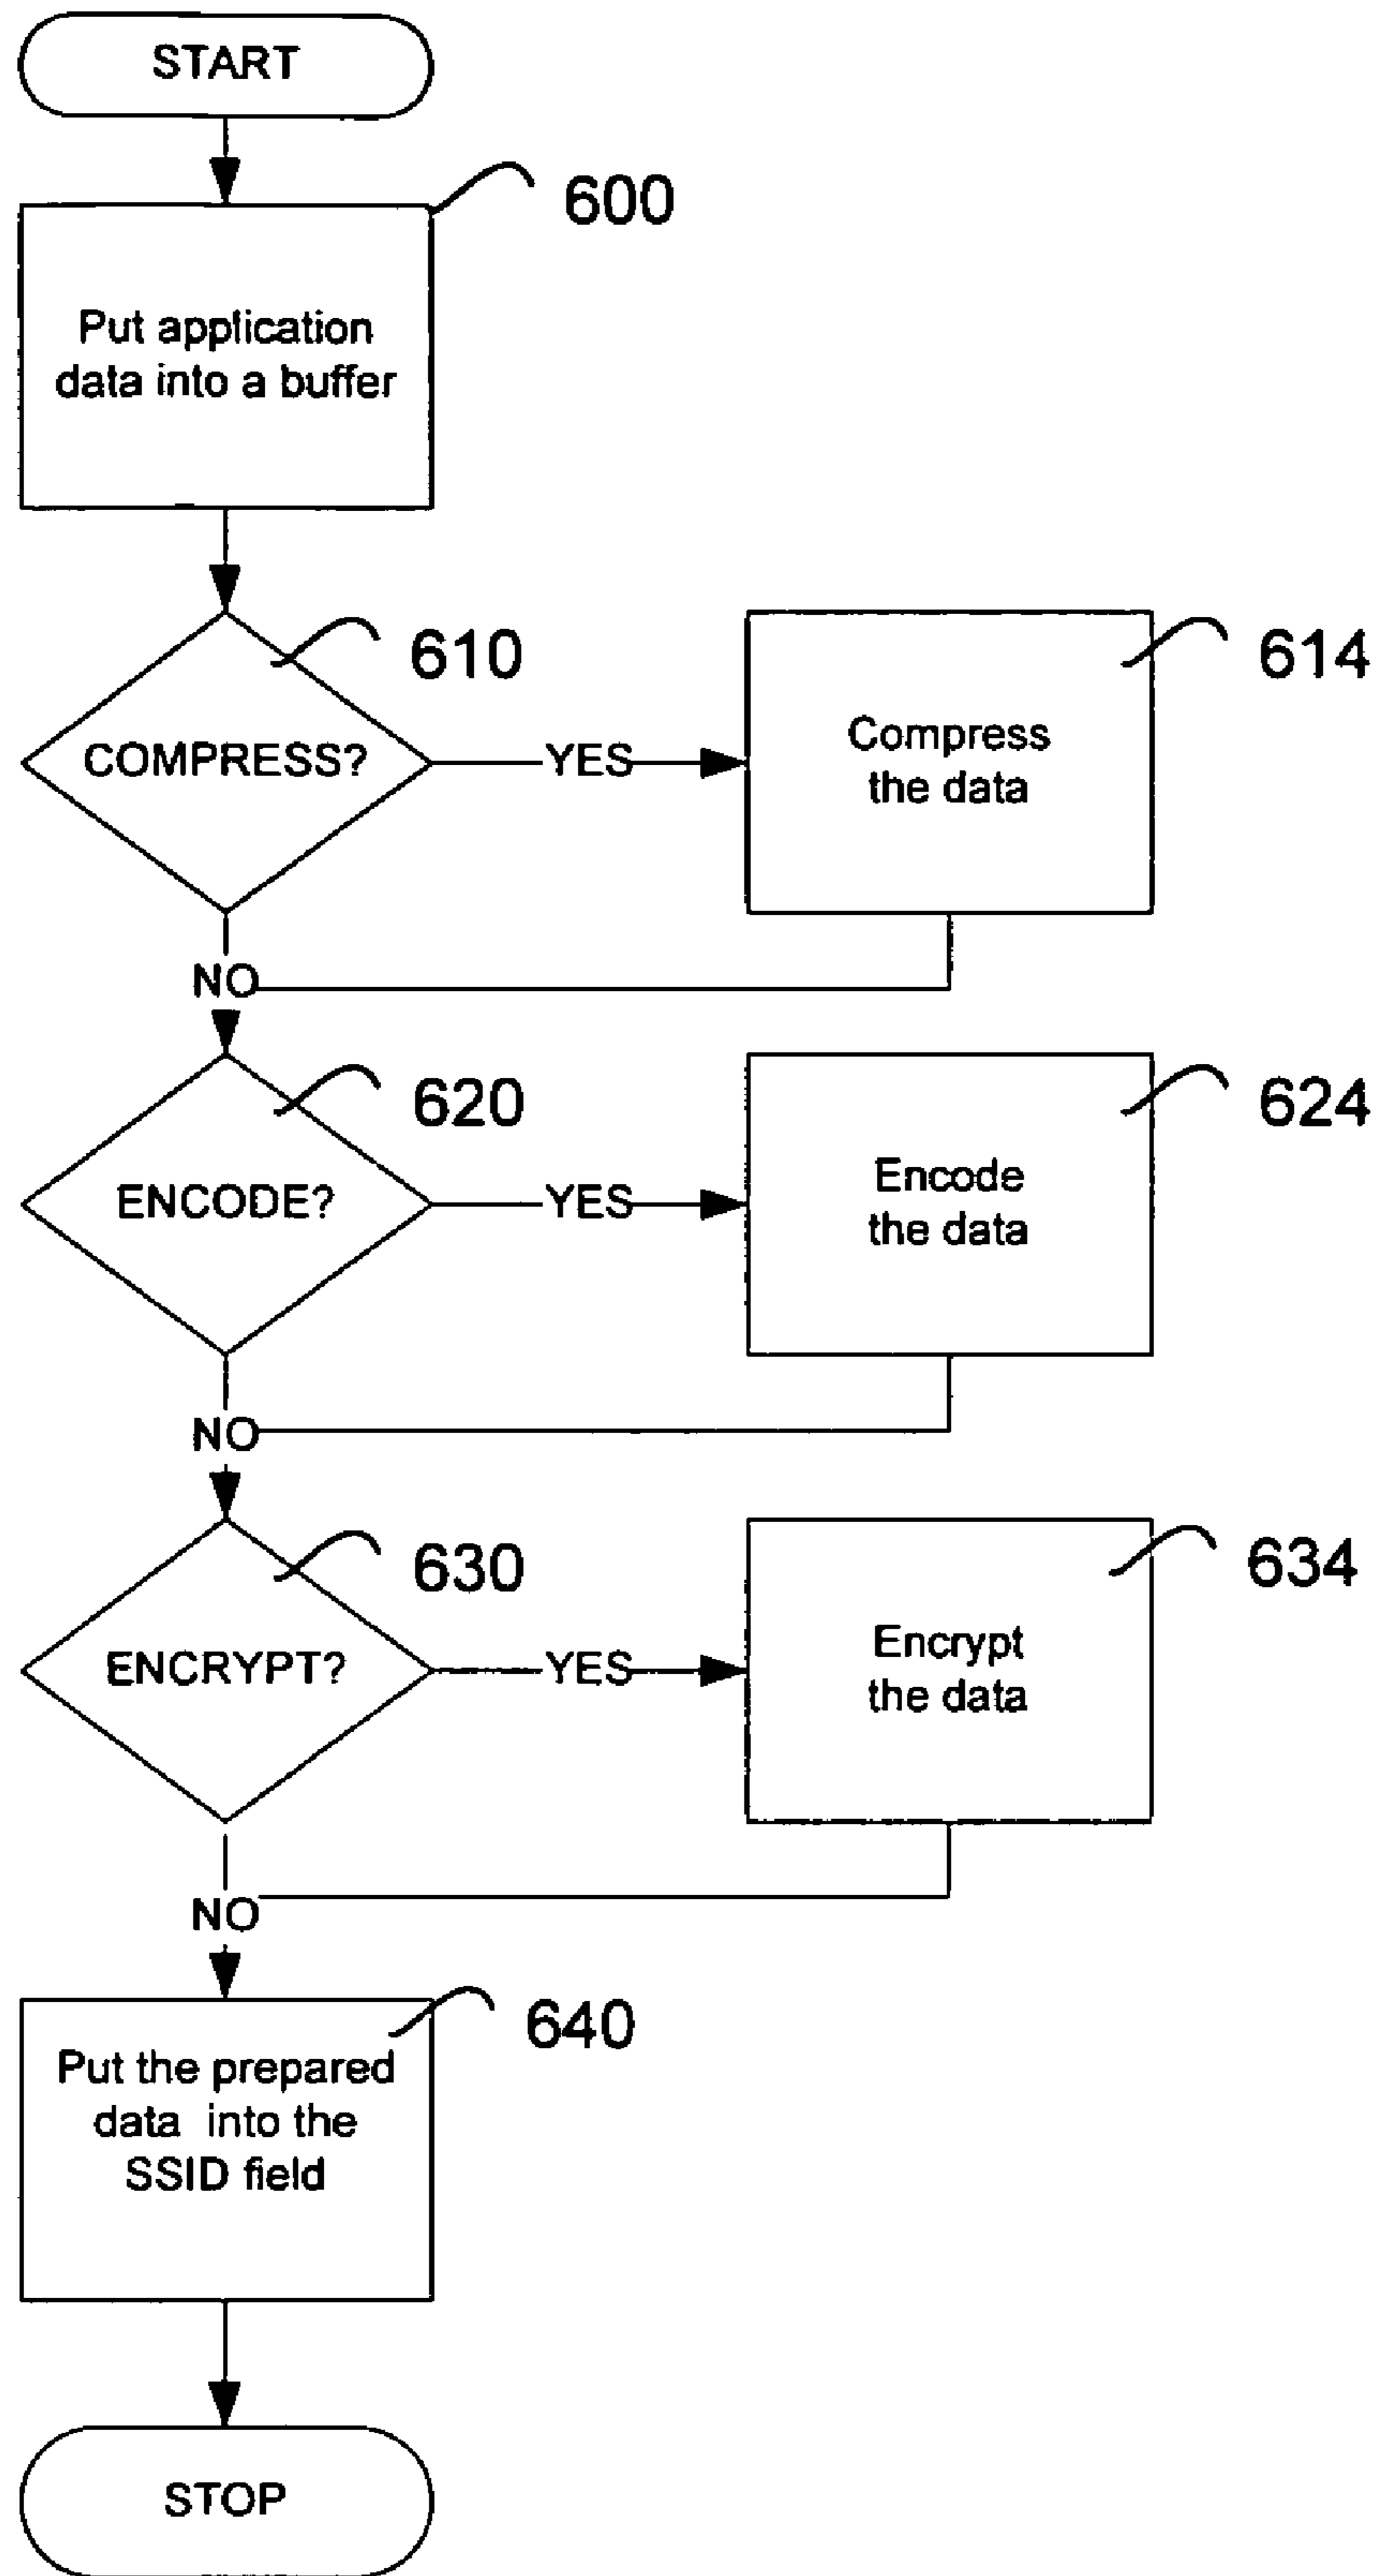 START
600
Put application
data into a buffer
610
COMPRESS?
YES
614
Compress
the data
NO
620
ENCODE?
YES
624
Encode
the data
NO
630
ENCRYPT?
YES
634
Encrypt
the data
NO
640
Put the prepared
data into the
SSID field
STOP